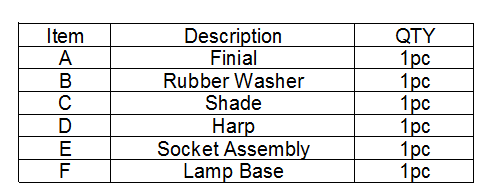 Item Description QTY
A Finial 1pc
B Rubber Washer 1pc
C Shade 1pc
D Harp 1pc
E Socket Assembly 1pc
F Lamp Base 1pc